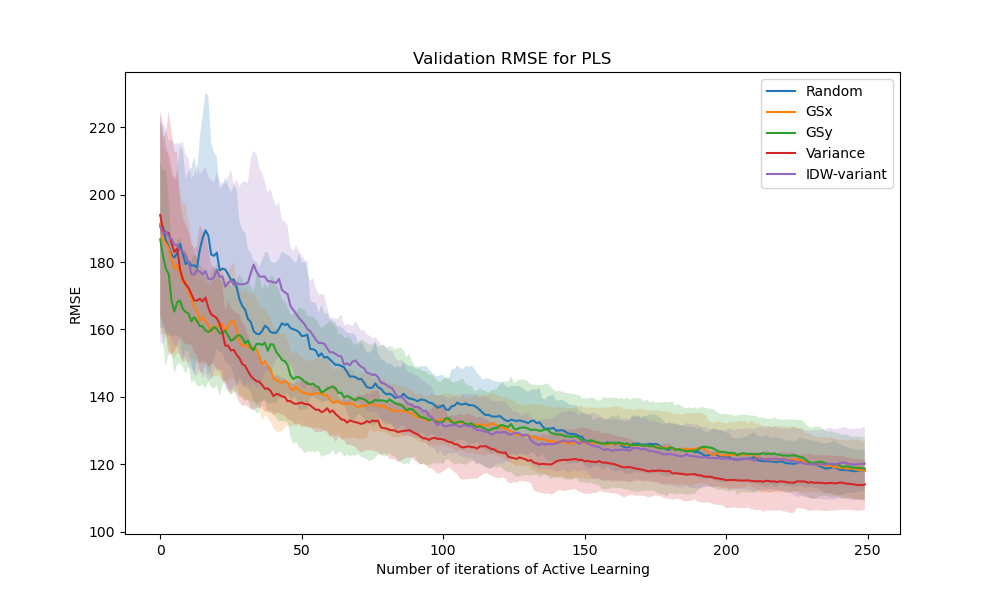 Validation RMSE for PLS
Random
GSx
GSy
Variance
IDW-variant
220
200
180
160
140
120
100
RMSE
0
50
100
150
200
250
Number of iterations of Active Learning